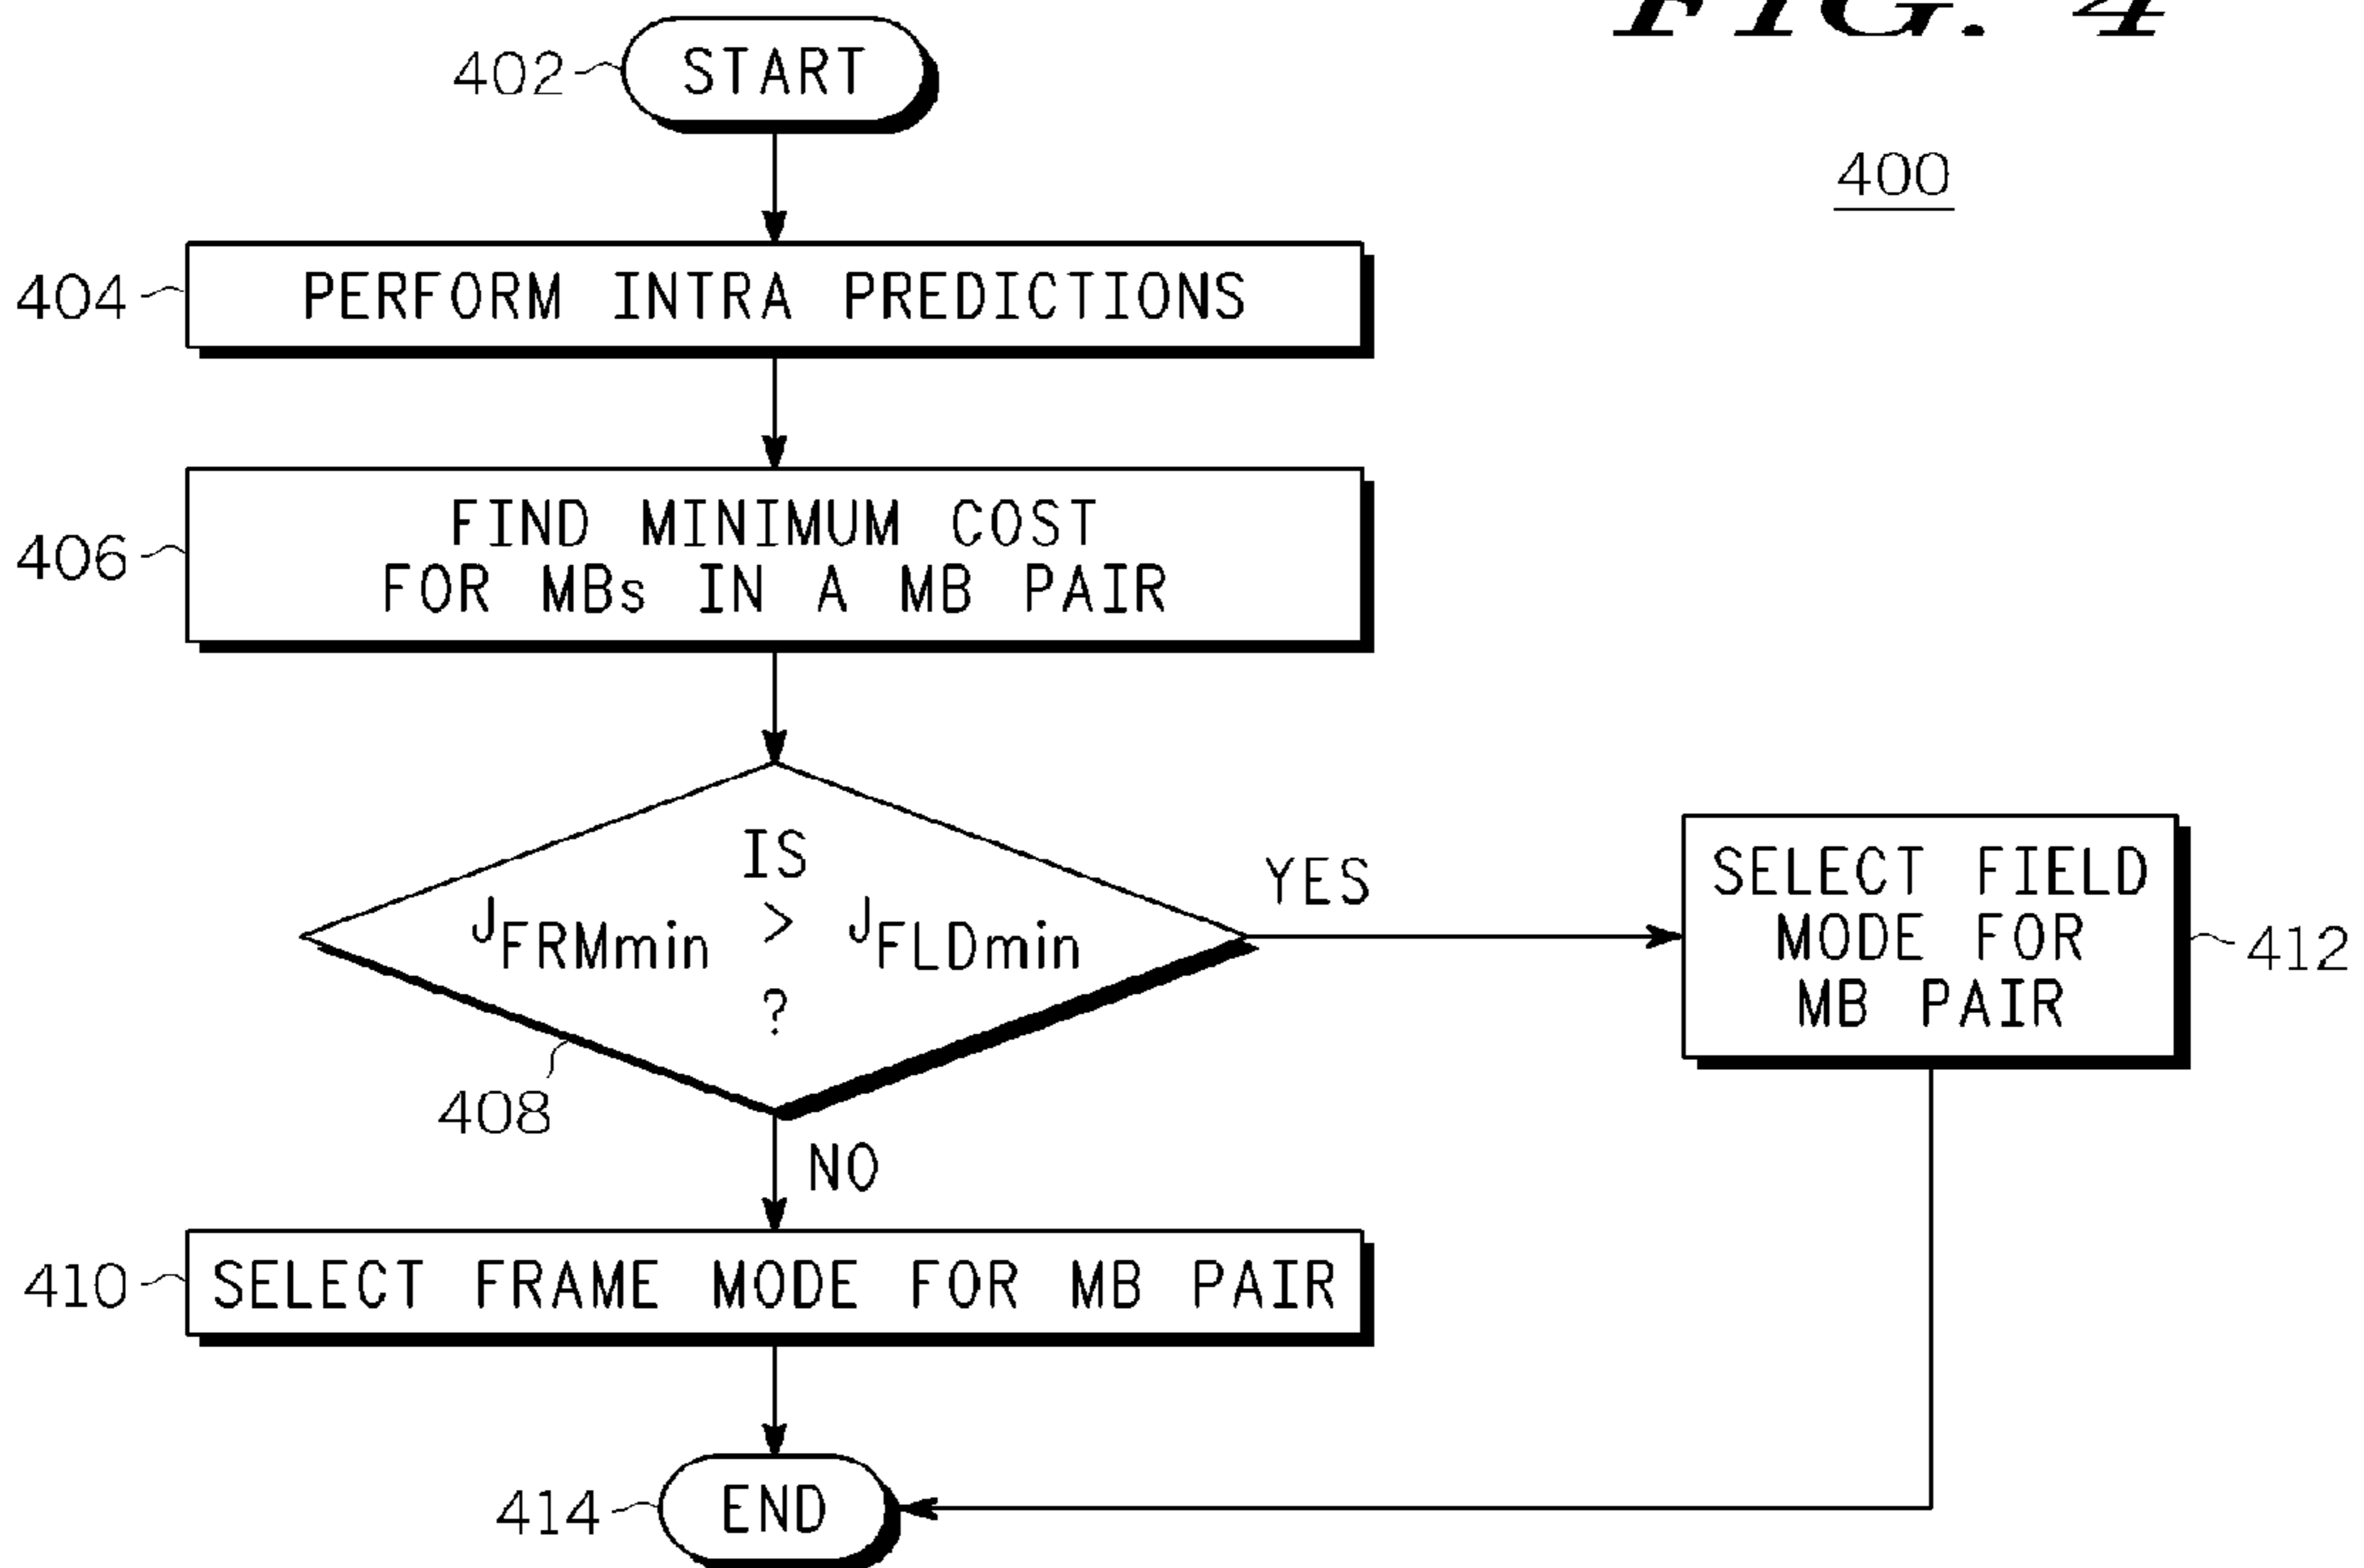 FIG. 4
402
START
400
404
PERFORM INTRA PREDICTIONS
406
FIND MINIMUM COST
FOR MBs IN A MB PAIR
IS
JFRMmin > JFLDmin
?
408
YES
SELECT FIELD
MODE FOR
MB PAIR
412
NO
410
SELECT FRAME MODE FOR MB PAIR
414
END